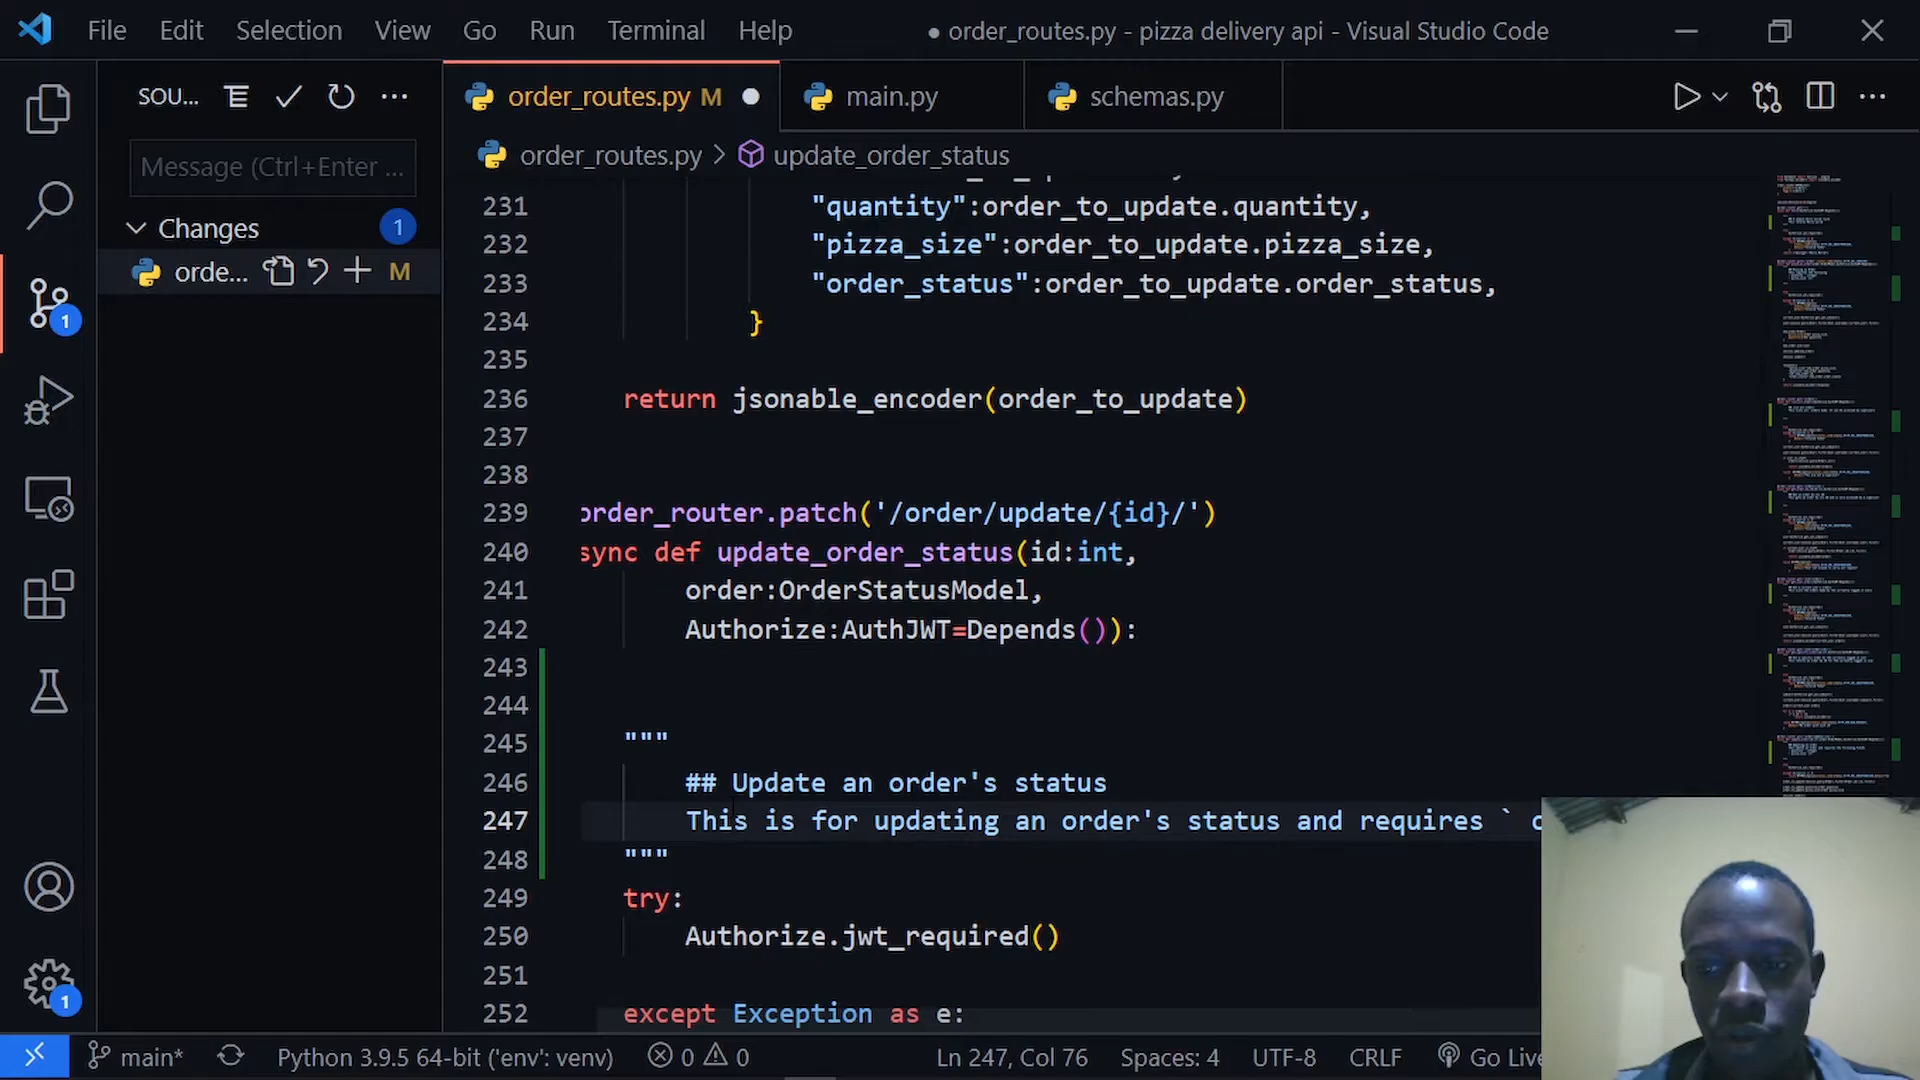 File Edit Selection View Go Run Terminal Help
● order_routes.py - pizza delivery api - Visual Studio Code
SOU...
order_routes.py M
main.py
schemas.py
Message (Ctrl+Enter ...
order_routes.py > update_order_status
Changes 1
orde... M
1
1
231 "quantity":order_to_update.quantity,
232 "pizza_size":order_to_update.pizza_size,
233 "order_status":order_to_update.order_status,
234 }
235
236 return jsonable_encoder(order_to_update)
237
238
239 order_router.patch('/order/update/{id}/')
240 sync def update_order_status(id:int,
241 order:OrderStatusModel,
242 Authorize:AuthJWT=Depends()):
243
244
245 """
246 ## Update an order's status
247 This is for updating an order's status and requires `
248 """
249 try:
250 Authorize.jwt_required()
251
252 except Exception as e:
main* Python 3.9.5 64-bit ('env': venv) 0 0 Ln 247, Col 76 Spaces: 4 UTF-8 CRLF Go Live